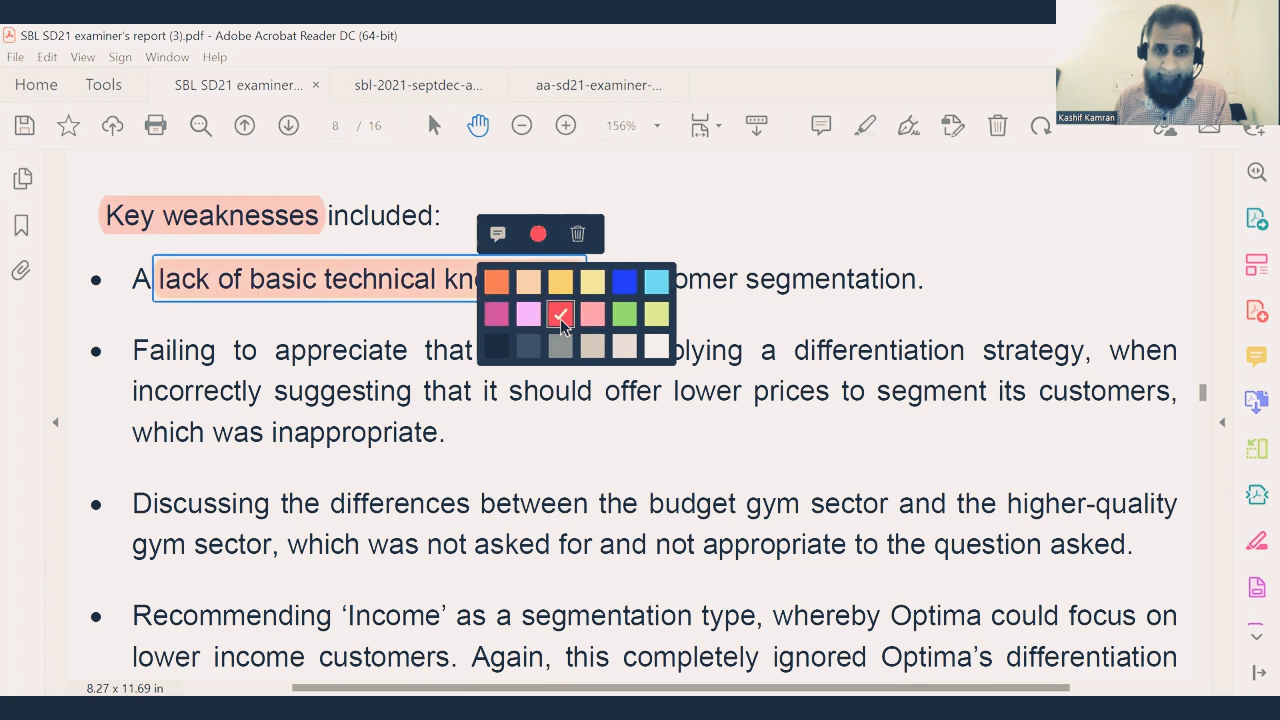 SBL SD21 examiner's report (3).pdf - Adobe Acrobat Reader DC (64-bit)
File Edit View Sign Window Help
Home Tools SBL SD21 examiner... × sbl-2021-septdec-a... aa-sd21-examiner-...
8 / 16 156%
Kashif Kamran
Key weaknesses included:
• A lack of basic technical kn omer segmentation.
• Failing to appreciate that plying a differentiation strategy, when
incorrectly suggesting that it should offer lower prices to segment its customers,
which was inappropriate.
• Discussing the differences between the budget gym sector and the higher-quality
gym sector, which was not asked for and not appropriate to the question asked.
• Recommending ‘Income’ as a segmentation type, whereby Optima could focus on
lower income customers. Again, this completely ignored Optima’s differentiation
8.27 x 11.69 in